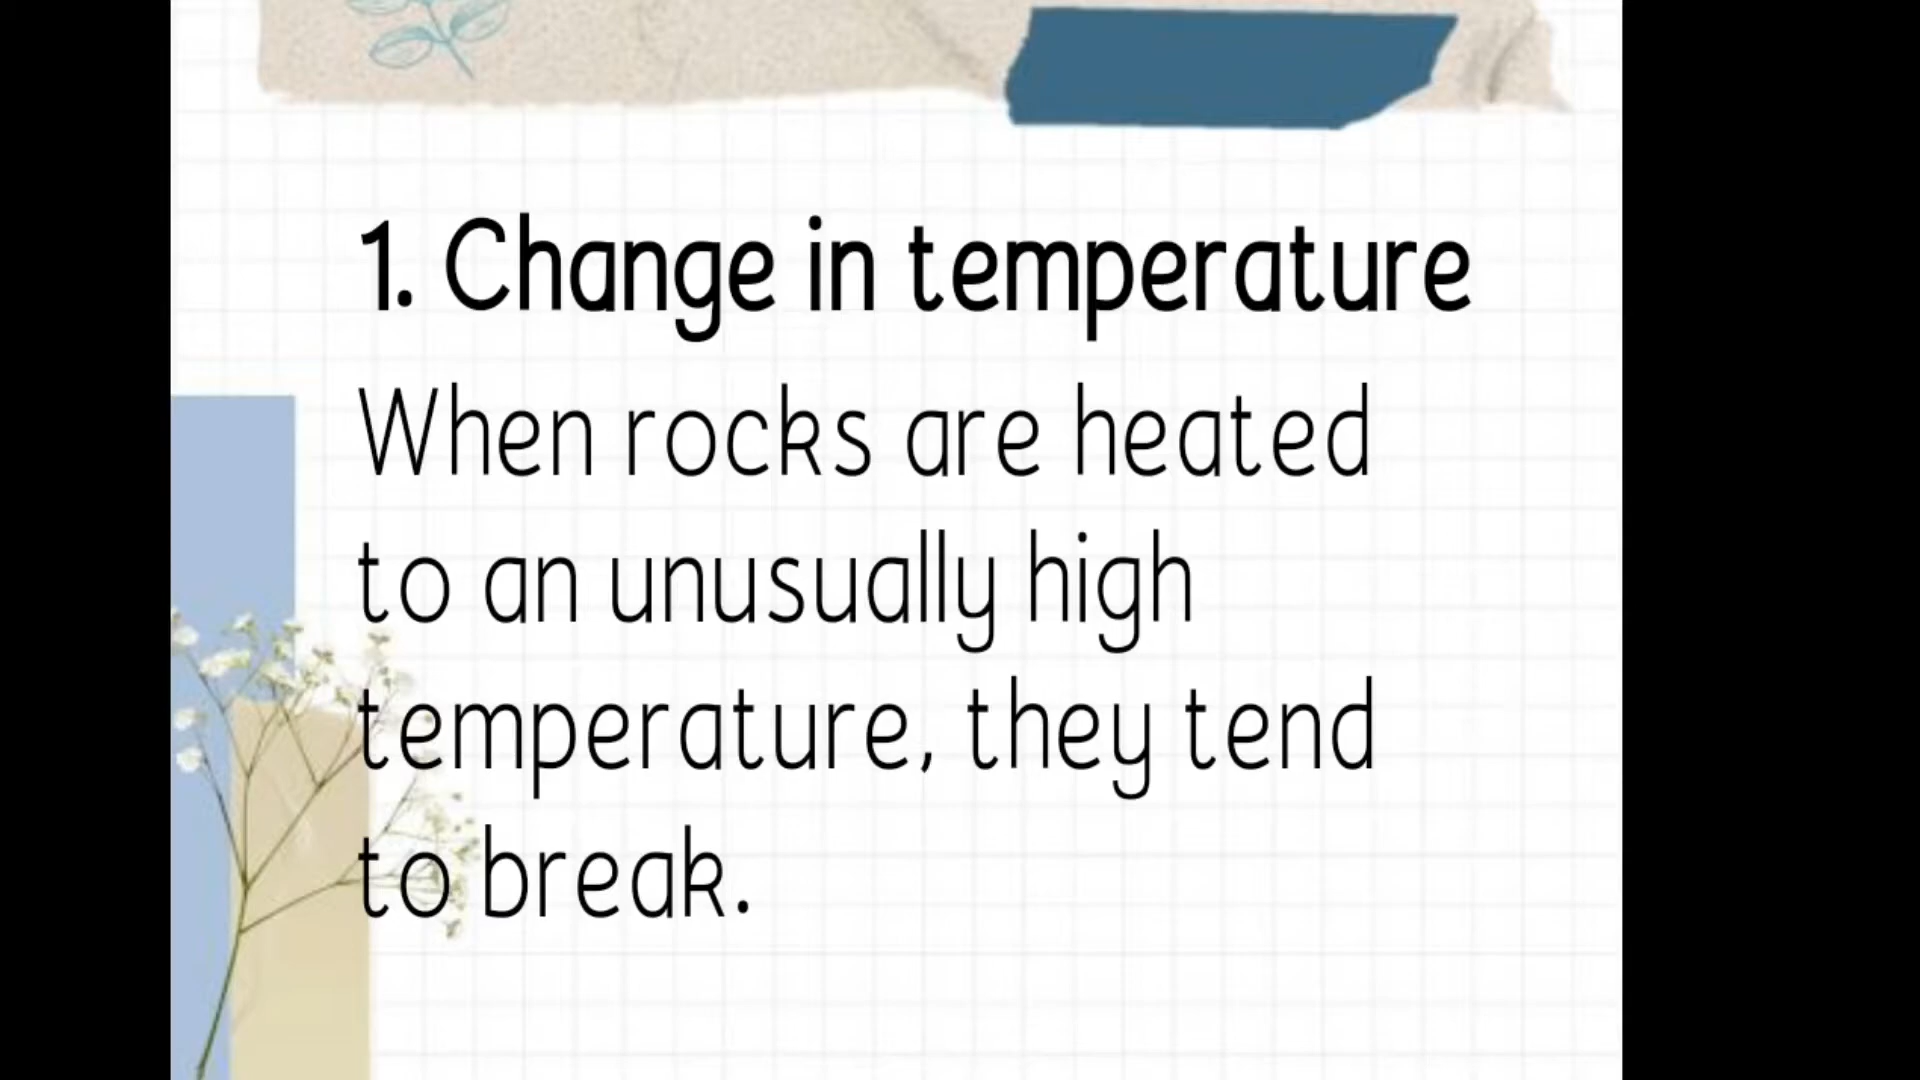 1. Change in temperature
When rocks are heated
to an unusually high
temperature, they tend
to break.